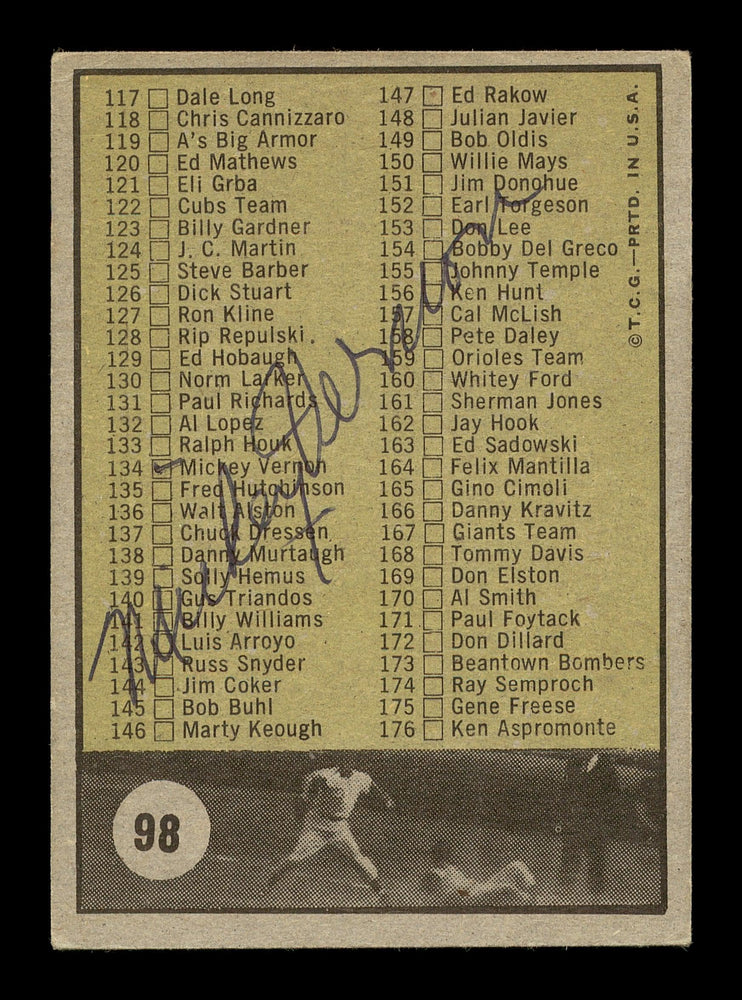 117 Dale Long
118 Chris Cannizzaro
119 A's Big Armor
120 Ed Mathews
121 Eli Grba
122 Cubs Team
123 Billy Gardner
124 J. C. Martin
125 Steve Barber
126 Dick Stuart
127 Ron Kline
128 Rip Repulski
129 Ed Hobaugh
130 Norm Larker
131 Paul Richards
132 Al Lopez
133 Ralph Houk
134 Mickey Vernon
135 Fred Hutchinson
136 Walt Alston
137 Chuck Dressen
138 Danny Murtaugh
139 Solly Hemus
140 Gus Triandos
141 Billy Williams
142 Luis Arroyo
143 Russ Snyder
144 Jim Coker
145 Bob Buhl
146 Marty Keough
147 Ed Rakow
148 Julian Javier
149 Bob Oldis
150 Willie Mays
151 Jim Donohue
152 Earl Torgeson
153 Don Lee
154 Bobby Del Greco
155 Johnny Temple
156 Ken Hunt
157 Cal McLish
158 Pete Daley
159 Orioles Team
160 Whitey Ford
161 Sherman Jones
162 Jay Hook
163 Ed Sadowski
164 Felix Mantilla
165 Gino Cimoli
166 Danny Kravitz
167 Giants Team
168 Tommy Davis
169 Don Elston
170 Al Smith
171 Paul Foytack
172 Don Dillard
173 Beantown Bombers
174 Ray Semproch
175 Gene Freese
176 Ken Aspromonte
© T.C.G.—PRTD. IN U.S.A.
Mickey Vernon
98